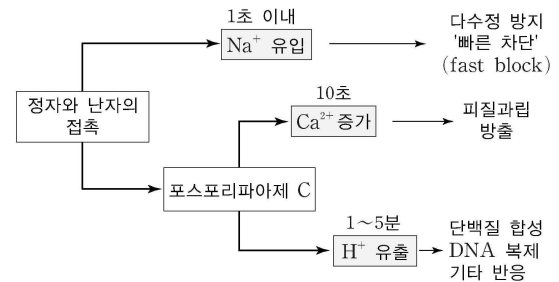 1초 이내
Na⁺ 유입
다수정 방지
'빠른 차단'
(fast block)
정자와 난자의
접촉
10초
Ca²⁺ 증가
피질과립
방출
포스포리파아제 C
1~5분
H⁺ 유출
단백질 합성
DNA 복제
기타 반응